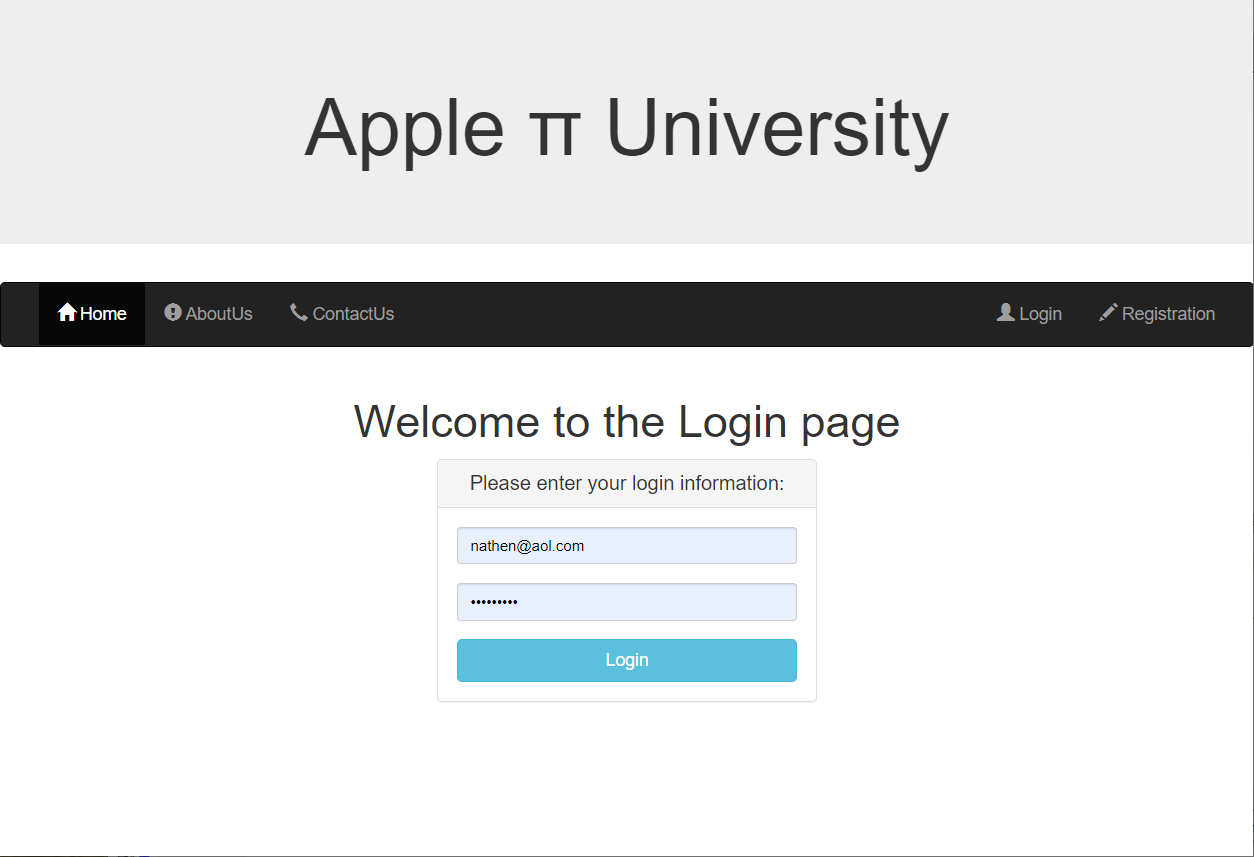 Apple π University
Home AboutUs ContactUs Login Registration
Welcome to the Login page
Please enter your login information:
nathen@aol.com
•••••••••
Login